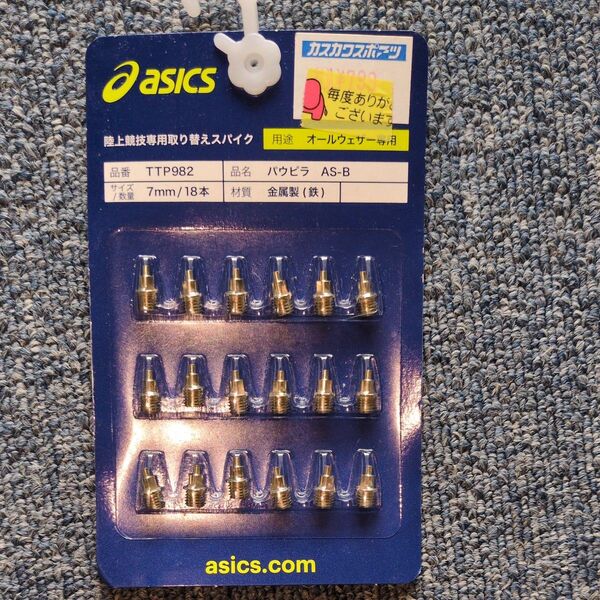 asics
カスカワスポーツ
毎度ありが
ございます
陸上競技専用取り替えスパイク
用途 オールウェザー専用
品番 TTP982 品名 パウピラ AS-B
サイズ/数量 7mm/18本 材質 金属製(鉄)
asics.com